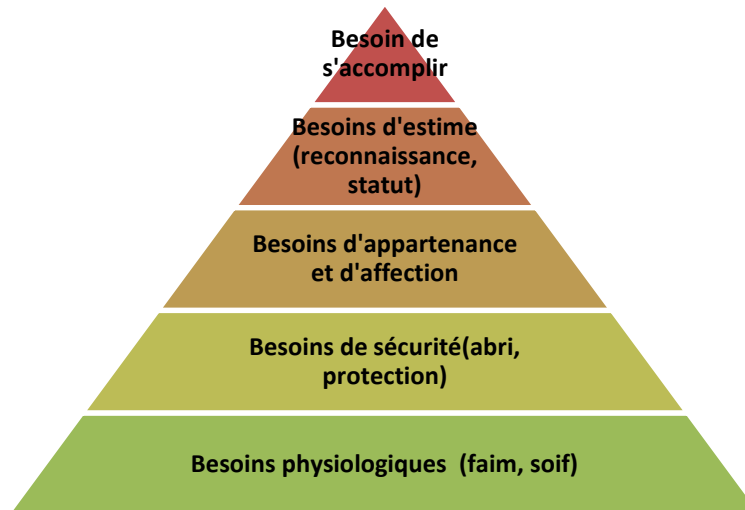 Besoin de
s'accomplir
Besoins d'estime
(reconnaissance,
statut)
Besoins d'appartenance
et d'affection
Besoins de sécurité(abri,
protection)
Besoins physiologiques  (faim, soif)